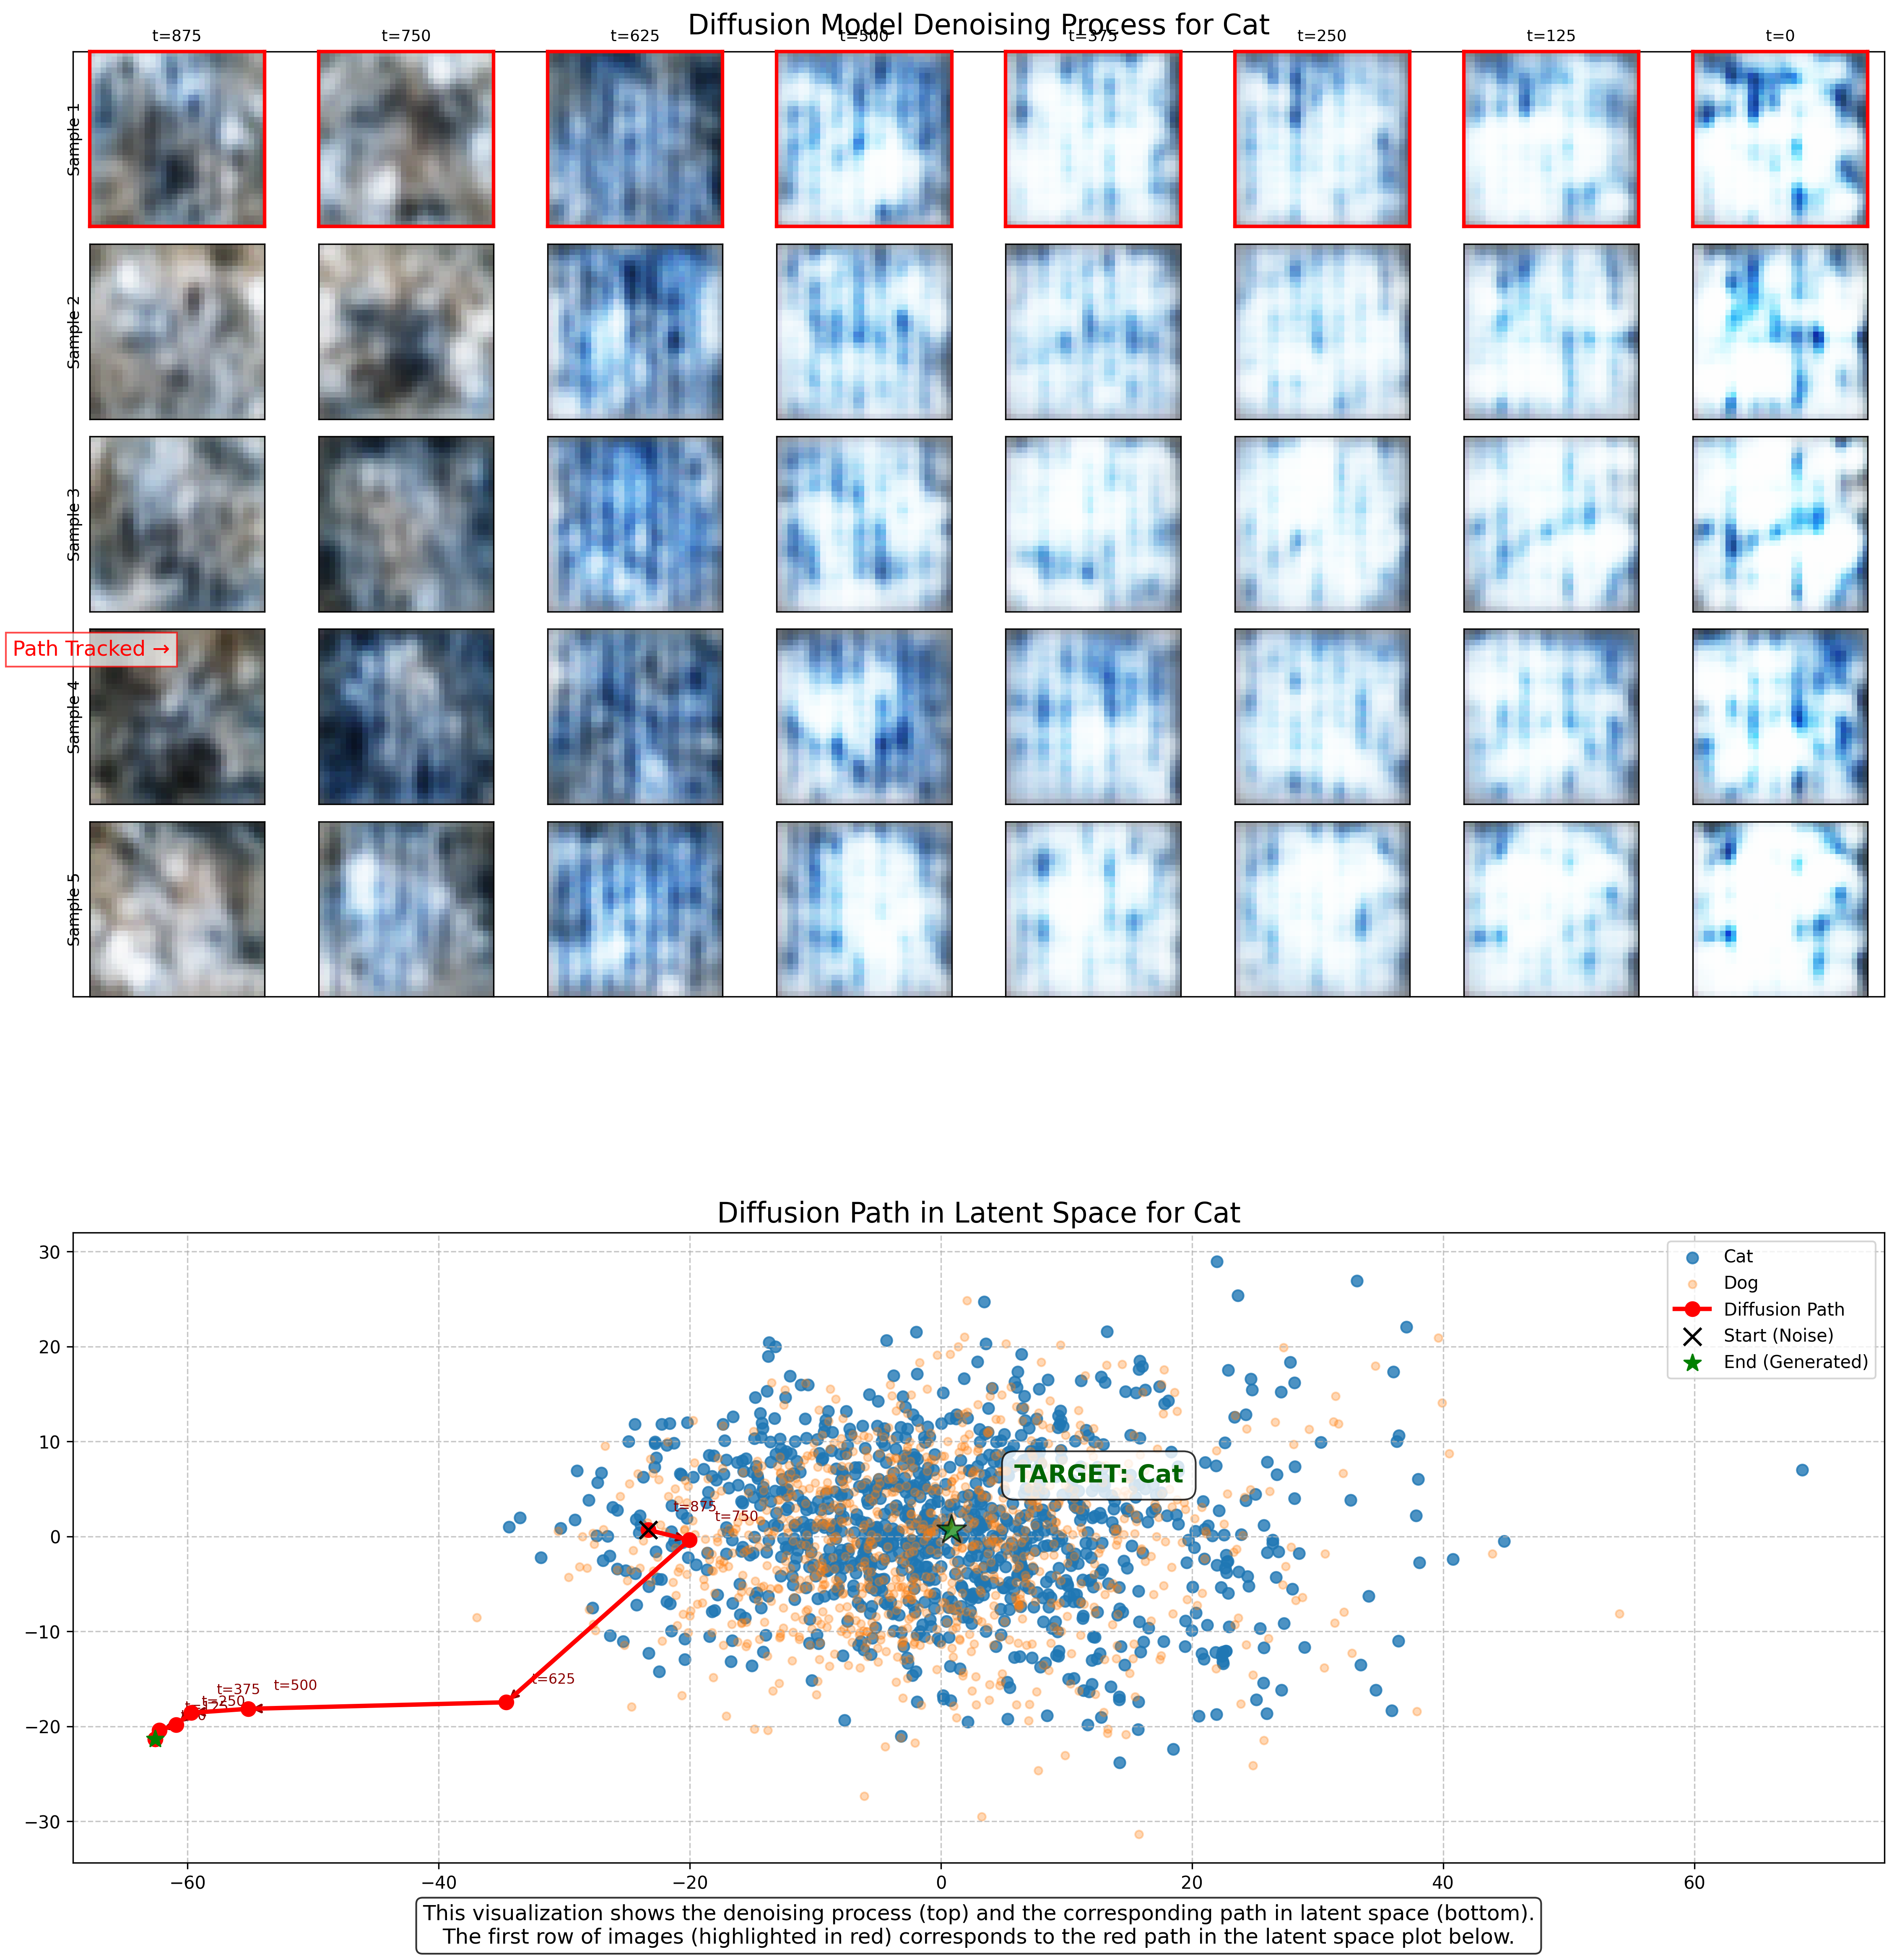 Diffusion Model Denoising Process for Cat
t=875 t=750 t=625 t=500 t=375 t=250 t=125 t=0
Sample 1
Sample 2
Sample 3
Path Tracked →
Sample 4
Sample 5
Diffusion Path in Latent Space for Cat
Cat
Dog
Diffusion Path
Start (Noise)
End (Generated)
TARGET: Cat
t=875
t=750
t=625
t=500
t=375
t=250
t=125
30
20
10
0
−10
−20
−30
−60 −40 −20 0 20 40 60
This visualization shows the denoising process (top) and the corresponding path in latent space (bottom).
The first row of images (highlighted in red) corresponds to the red path in the latent space plot below.